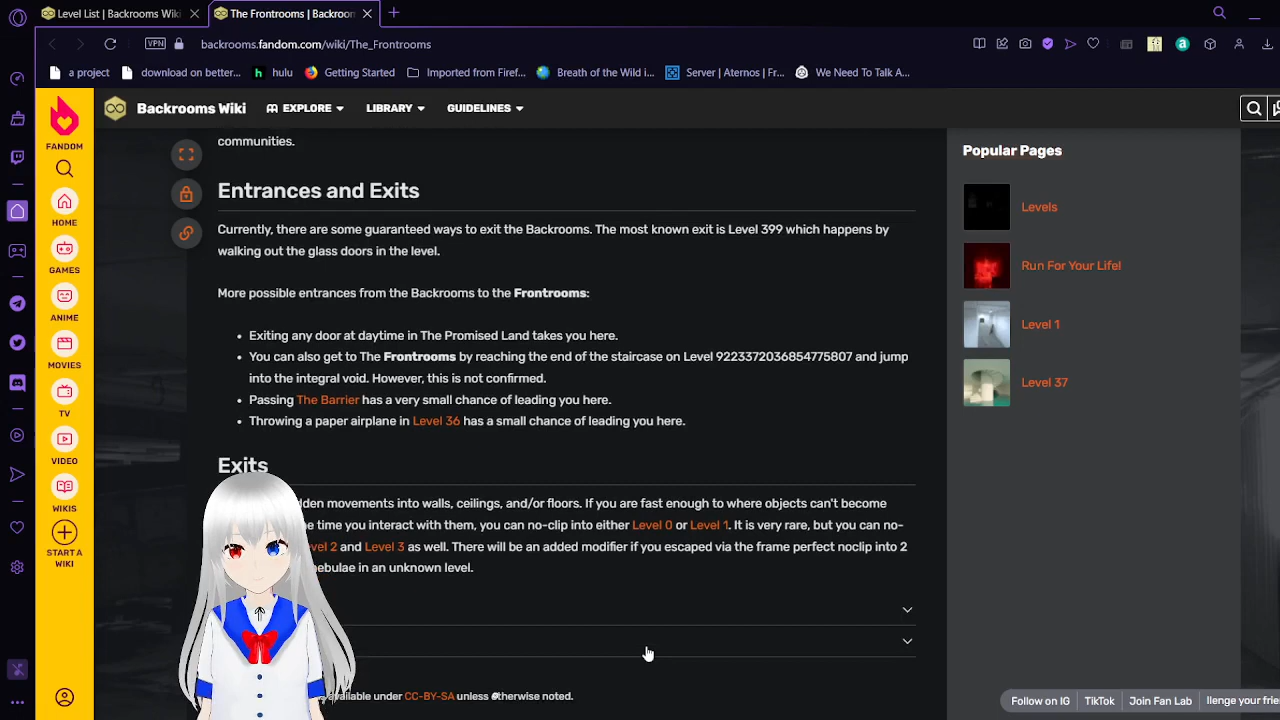 Level List | Backrooms Wiki
The Frontrooms | Backroon
VPN
backrooms.fandom.com/wiki/The_Frontrooms
a project
download on better...
hulu
Getting Started
Imported from Firef...
Breath of the Wild i...
Server | Aternos | Fr...
We Need To Talk A...
Backrooms Wiki
EXPLORE
LIBRARY
GUIDELINES
FANDOM
HOME
GAMES
ANIME
MOVIES
TV
VIDEO
WIKIS
START A
WIKI
communities.
Entrances and Exits
Currently, there are some guaranteed ways to exit the Backrooms. The most known exit is Level 399 which happens by
walking out the glass doors in the level.
More possible entrances from the Backrooms to the Frontrooms:
Exiting any door at daytime in The Promised Land takes you here.
You can also get to The Frontrooms by reaching the end of the staircase on Level 9223372036854775807 and jump
into the integral void. However, this is not confirmed.
Passing The Barrier has a very small chance of leading you here.
Throwing a paper airplane in Level 36 has a small chance of leading you here.
Exits
dden movements into walls, ceilings, and/or floors. If you are fast enough to where objects can't become
e time you interact with them, you can no-clip into either Level 0 or Level 1. It is very rare, but you can no-
vel 2 and Level 3 as well. There will be an added modifier if you escaped via the frame perfect noclip into 2
nebulae in an unknown level.
available under CC-BY-SA unless otherwise noted.
Popular Pages
Levels
Run For Your Life!
Level 1
Level 37
Follow on IG
TikTok
Join Fan Lab
llenge your frie